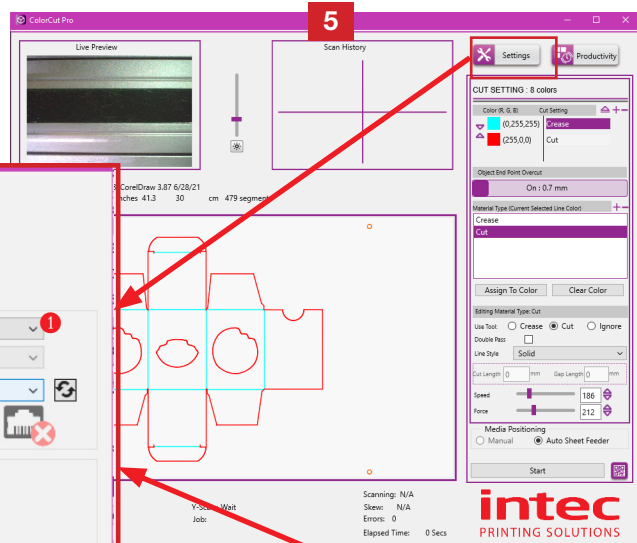 5
ColorCut Pro
Live Preview
Scan History
Settings
Productivity
CUT SETTING : 8 colors
Color (R, G, B) Cut Setting
(0,255,255) Crease
(255,0,0) Cut
Object End Point Overcut
On : 0.7 mm
CorelDraw 3.87 6/28/21
inches 41.3 30 cm 479 segment
Material Type (Current Selected Line Color)
Crease
Cut
Assign To Color Clear Color
Editing Material Type: Cut
Use Tool: Crease Cut Ignore
Double Pass
Line Style Solid
Cut Length 0 mm Gap Length 0 mm
Speed 186
Force 212
Media Positioning
Manual Auto Sheet Feeder
Start
1
Wait
Job:
Scanning: N/A
Skew: N/A
Errors: 0
Elapsed Time: 0 Secs
intec
PRINTING SOLUTIONS